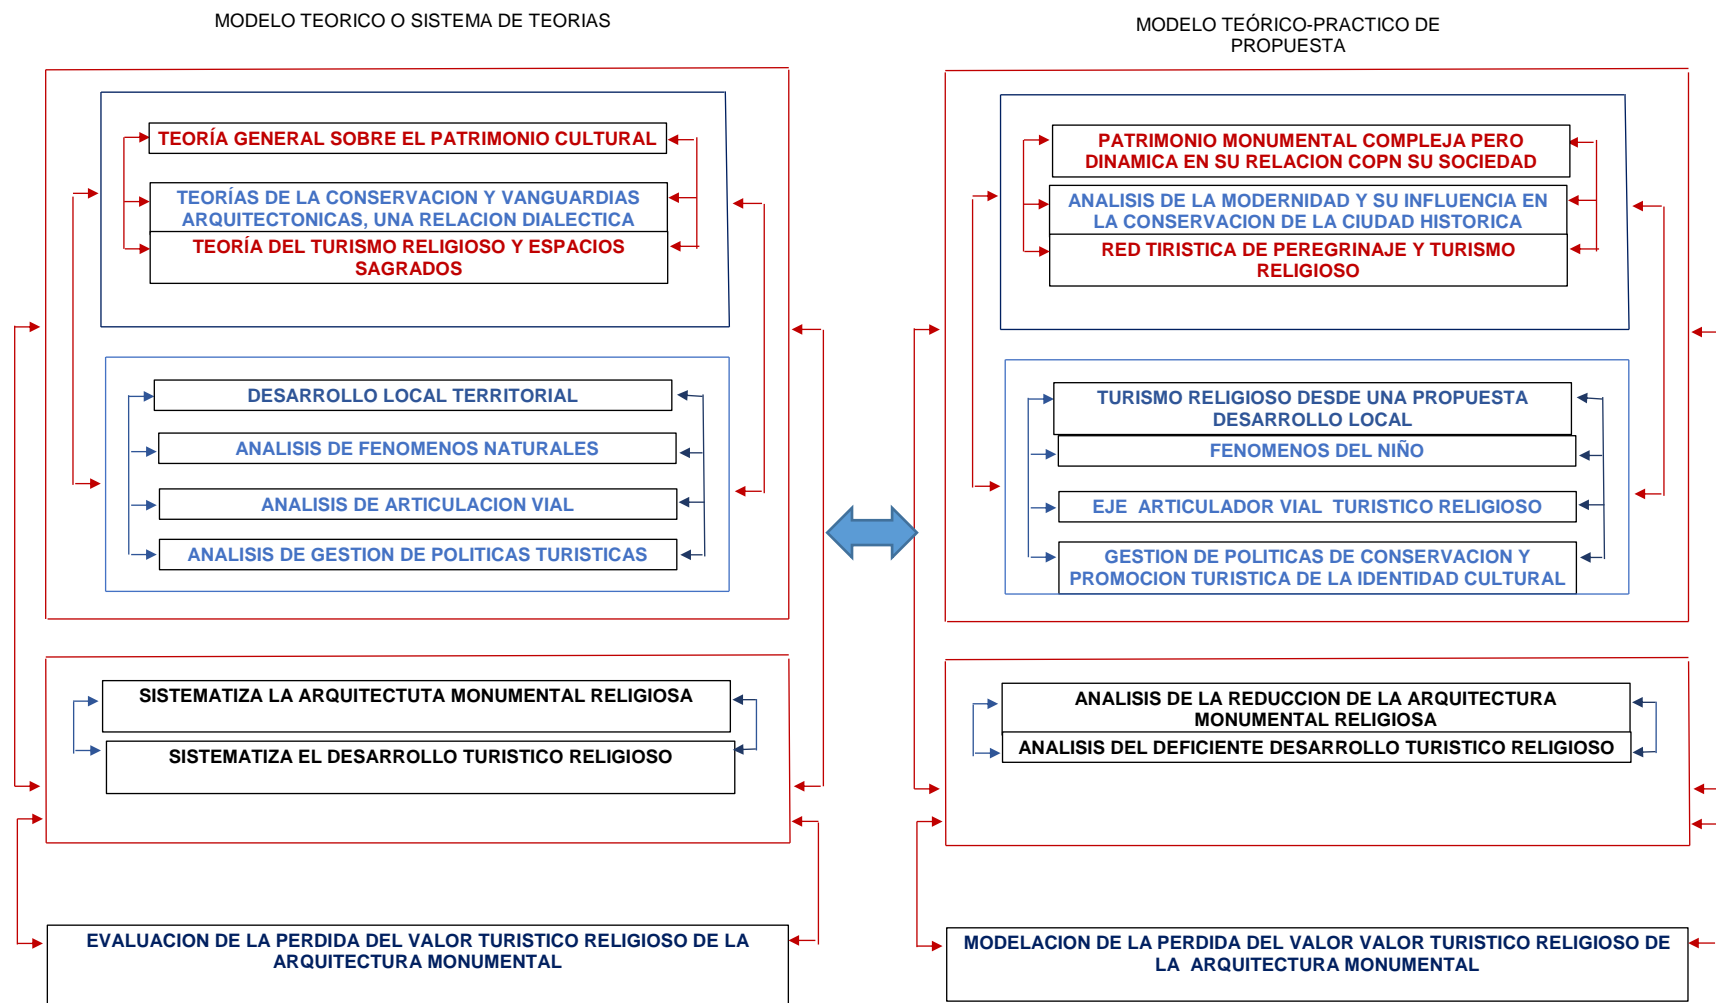 MODELO TEORICO O SISTEMA DE TEORIAS
TEORÍA GENERAL SOBRE EL PATRIMONIO CULTURAL
TEORÍAS DE LA CONSERVACION Y VANGUARDIAS
ARQUITECTONICAS, UNA RELACION DIALECTICA
TEORÍA DEL TURISMO RELIGIOSO Y ESPACIOS
SAGRADOS
DESARROLLO LOCAL TERRITORIAL
ANALISIS DE FENOMENOS NATURALES
ANALISIS DE ARTICULACION VIAL
ANALISIS DE GESTION DE POLITICAS TURISTICAS
SISTEMATIZA LA ARQUITECTUTA MONUMENTAL RELIGIOSA
SISTEMATIZA EL DESARROLLO TURISTICO RELIGIOSO
EVALUACION DE LA PERDIDA DEL VALOR TURISTICO RELIGIOSO DE LA
ARQUITECTURA MONUMENTAL
MODELO TEÓRICO-PRACTICO DE
PROPUESTA
PATRIMONIO MONUMENTAL COMPLEJA PERO
DINAMICA EN SU RELACION COPN SU SOCIEDAD
ANALISIS DE LA MODERNIDAD Y SU INFLUENCIA EN
LA CONSERVACION DE LA CIUDAD HISTORICA
RED TIRISTICA DE PEREGRINAJE Y TURISMO
RELIGIOSO
TURISMO RELIGIOSO DESDE UNA PROPUESTA
DESARROLLO LOCAL
FENOMENOS DEL NIÑO
EJE ARTICULADOR VIAL TURISTICO RELIGIOSO
GESTION DE POLITICAS DE CONSERVACION Y
PROMOCION TURISTICA DE LA IDENTIDAD CULTURAL
ANALISIS DE LA REDUCCION DE LA ARQUITECTURA
MONUMENTAL RELIGIOSA
ANALISIS DEL DEFICIENTE DESARROLLO TURISTICO RELIGIOSO
MODELACION DE LA PERDIDA DEL VALOR VALOR TURISTICO RELIGIOSO DE
LA ARQUITECTURA MONUMENTAL